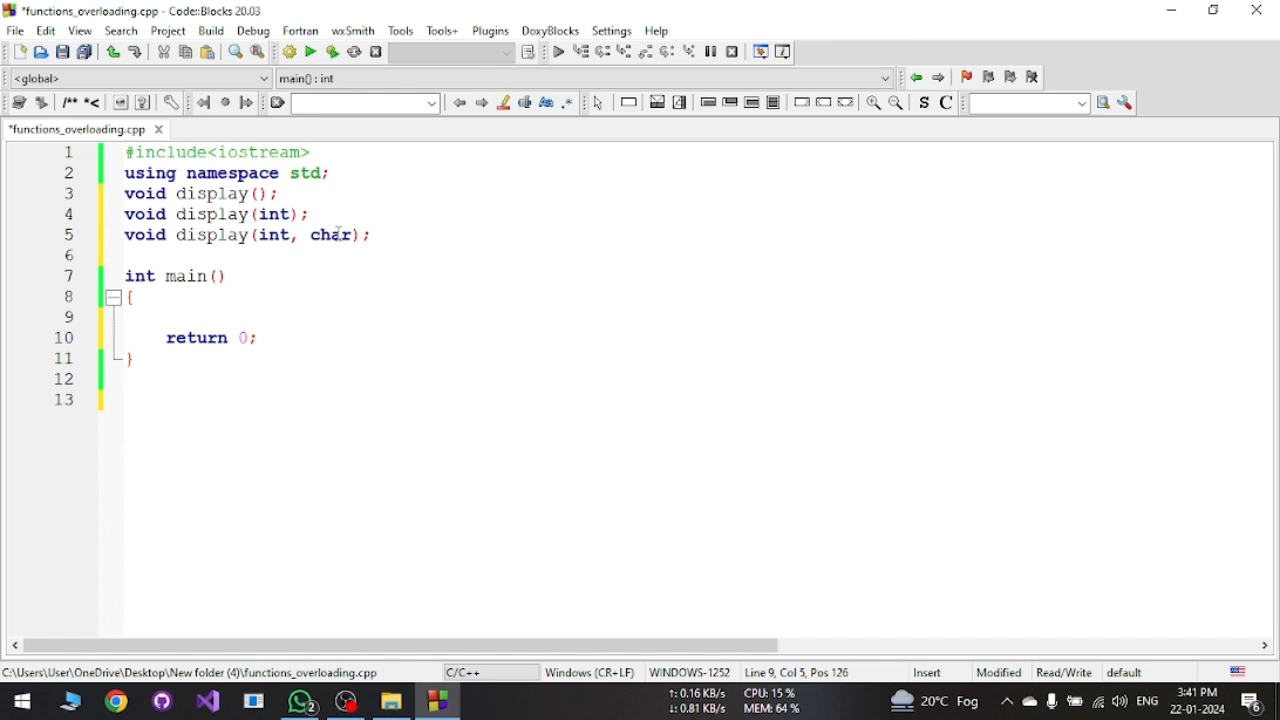 *functions_overloading.cpp - Code::Blocks 20.03
File Edit View Search Project Build Debug Fortran wxSmith Tools Tools+ Plugins DoxyBlocks Settings Help
<global> main() : int
/** *< S C
*functions_overloading.cpp
1 #include<iostream>
2 using namespace std;
3 void display();
4 void display(int);
5 void display(int, char);
6
7 int main()
8 {
9
10 return 0;
11 }
12
13
C:\Users\User\OneDrive\Desktop\New folder (4)\functions_overloading.cpp C/C++ Windows (CR+LF) WINDOWS-1252 Line 9, Col 5, Pos 126 Insert Modified Read/Write default
2 ↑: 0.16 KB/s CPU: 15 % 20°C Fog ENG 3:41 PM
↓: 0.81 KB/s MEM: 64 % 22-01-2024 6